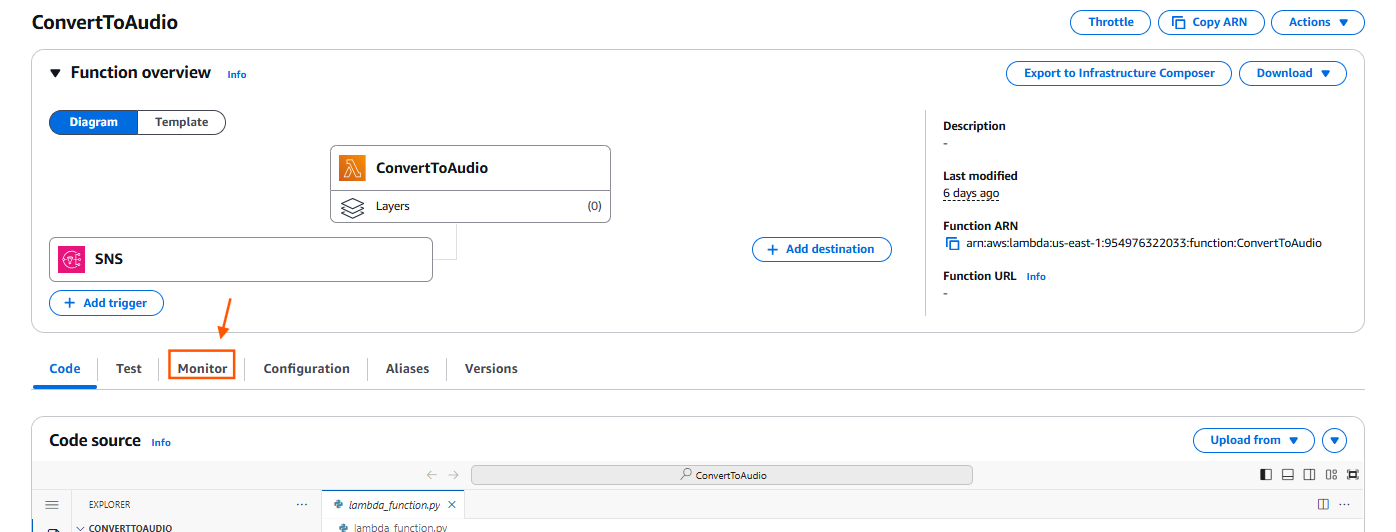 ConvertToAudio
Throttle
Copy ARN
Actions
Function overview Info
Export to Infrastructure Composer
Download
Diagram
Template
ConvertToAudio
Layers (0)
SNS
Add trigger
Add destination
Description
-
Last modified
6 days ago
Function ARN
arn:aws:lambda:us-east-1:954976322033:function:ConvertToAudio
Function URL Info
-
Code Test Monitor Configuration Aliases Versions
Code source Info
Upload from
ConvertToAudio
EXPLORER
CONVERTTOAUDIO
lambda_function.py
lambda_function.py